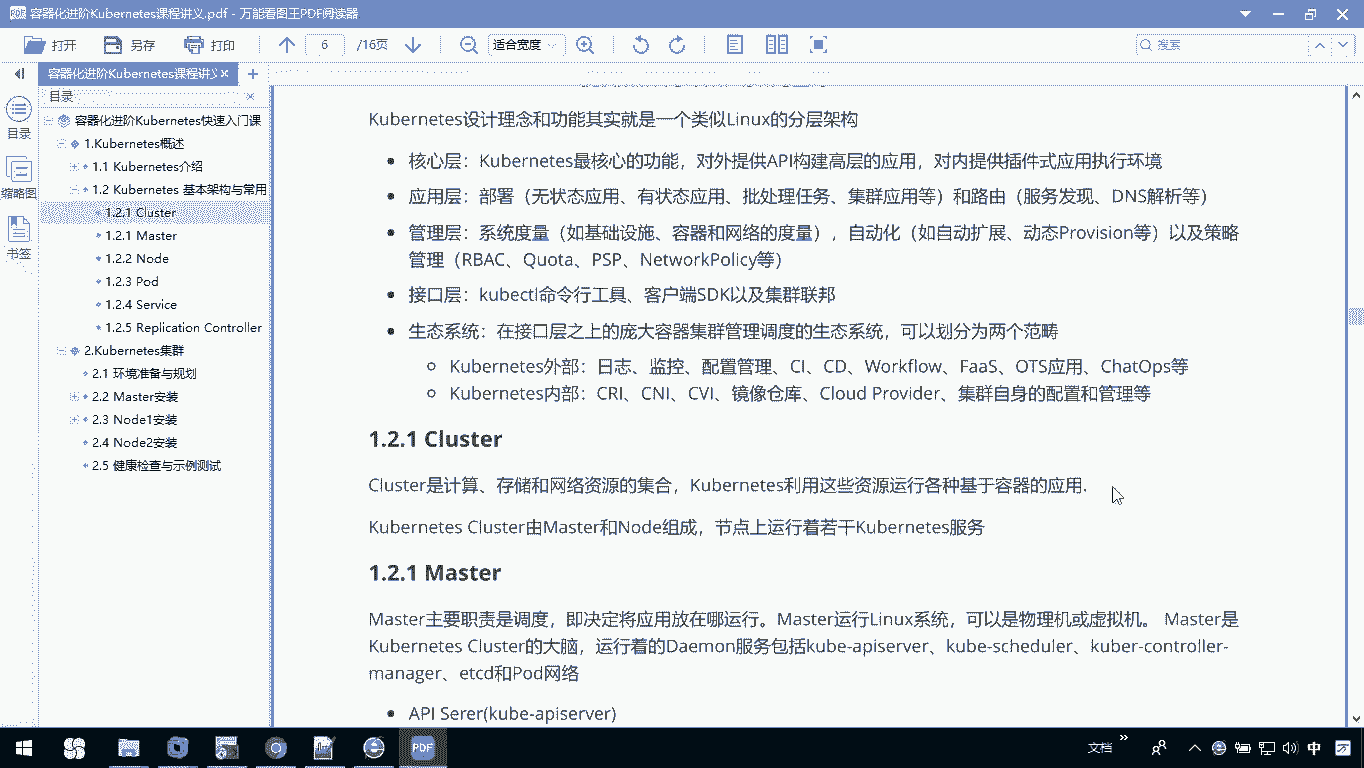 容器化进阶Kubernetes课程讲义.pdf - 万能看图王PDF阅读器
打开
另存
打印
6
/16页
适合宽度
搜索
容器化进阶Kubernetes课程讲义
目录
缩略图
书签
目录
容器化进阶Kubernetes快速入门课
1.Kubernetes概述
1.1 Kubernetes介绍
1.2 Kubernetes 基本架构与常用
1.2.1 Cluster
1.2.1 Master
1.2.2 Node
1.2.3 Pod
1.2.4 Service
1.2.5 Replication Controller
2.Kubernetes集群
2.1 环境准备与规划
2.2 Master安装
2.3 Node1安装
2.4 Node2安装
2.5 健康检查与示例测试
Kubernetes设计理念和功能其实就是一个类似Linux的分层架构
核心层：Kubernetes最核心的功能，对外提供API构建高层的应用，对内提供插件式应用执行环境
应用层：部署（无状态应用、有状态应用、批处理任务、集群应用等）和路由（服务发现、DNS解析等）
管理层：系统度量（如基础设施、容器和网络的度量），自动化（如自动扩展、动态Provision等）以及策略
管理（RBAC、Quota、PSP、NetworkPolicy等）
接口层：kubectl命令行工具、客户端SDK以及集群联邦
生态系统：在接口层之上的庞大容器集群管理调度的生态系统，可以划分为两个范畴
Kubernetes外部：日志、监控、配置管理、CI、CD、Workflow、FaaS、OTS应用、ChatOps等
Kubernetes内部：CRI、CNI、CVI、镜像仓库、Cloud Provider、集群自身的配置和管理等
1.2.1 Cluster
Cluster是计算、存储和网络资源的集合，Kubernetes利用这些资源运行各种基于容器的应用.
Kubernetes Cluster由Master和Node组成，节点上运行着若干Kubernetes服务
1.2.1 Master
Master主要职责是调度，即决定将应用放在哪运行。Master运行Linux系统，可以是物理机或虚拟机。 Master是
Kubernetes Cluster的大脑，运行着的Daemon服务包括kube-apiserver、kube-scheduler、kuber-controller-
manager、etcd和Pod网络
API Serer(kube-apiserver)
PDF
文档
中